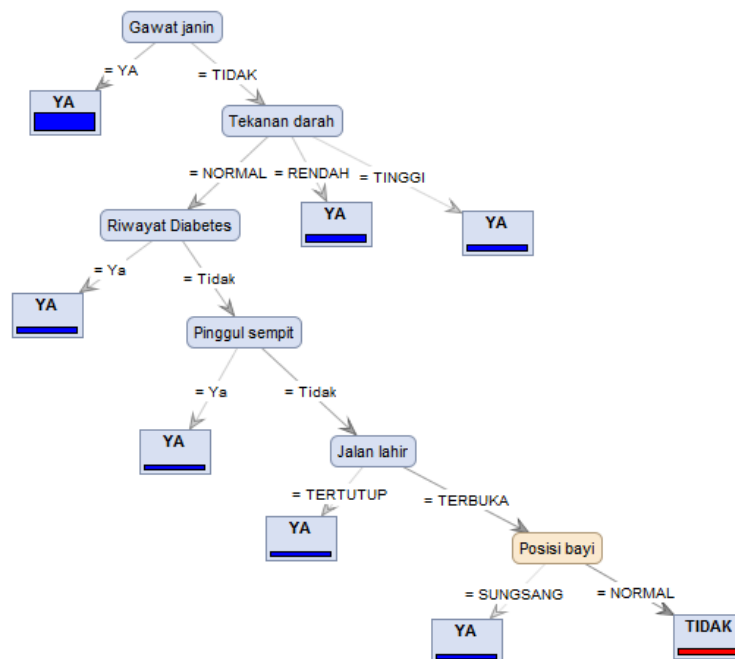 Gawat janin
= YA
= TIDAK
YA
Tekanan darah
= NORMAL
= RENDAH
= TINGGI
YA
YA
Riwayat Diabetes
= Ya
= Tidak
YA
Pinggul sempit
= Ya
= Tidak
YA
Jalan lahir
= TERTUTUP
= TERBUKA
YA
Posisi bayi
= SUNGSANG
= NORMAL
YA
TIDAK